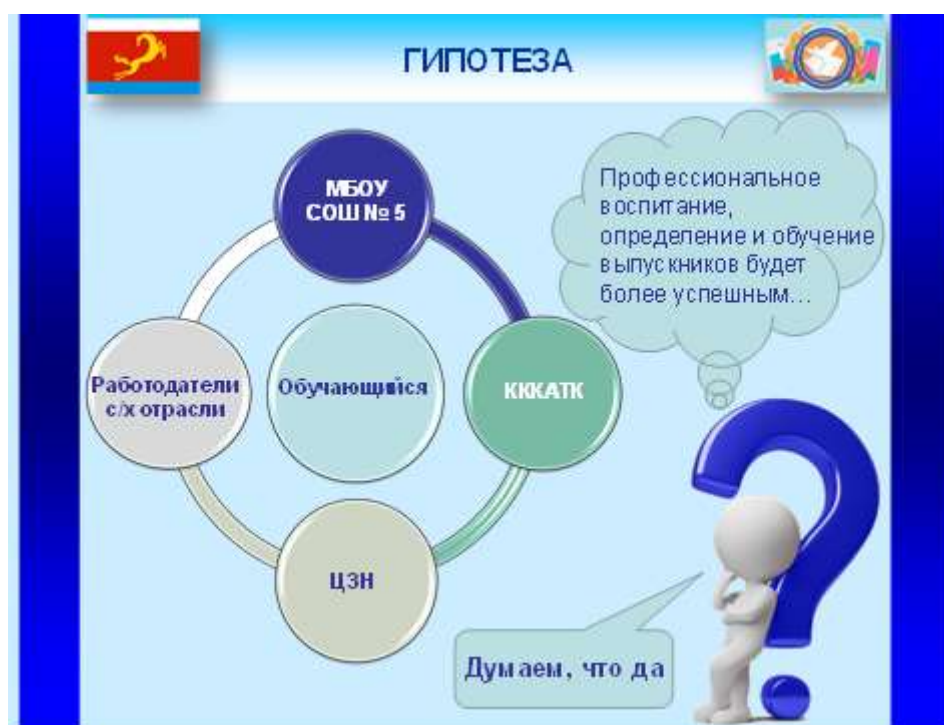 ГИПОТЕЗА
МБОУ
СОШ № 5
Профессиональное
воспитание,
определение и обучение
выпускников будет
более успешным...
Работодатели
с/х отрасли
Обучающийся
КККАТК
ЦЗН
Думаем, что да